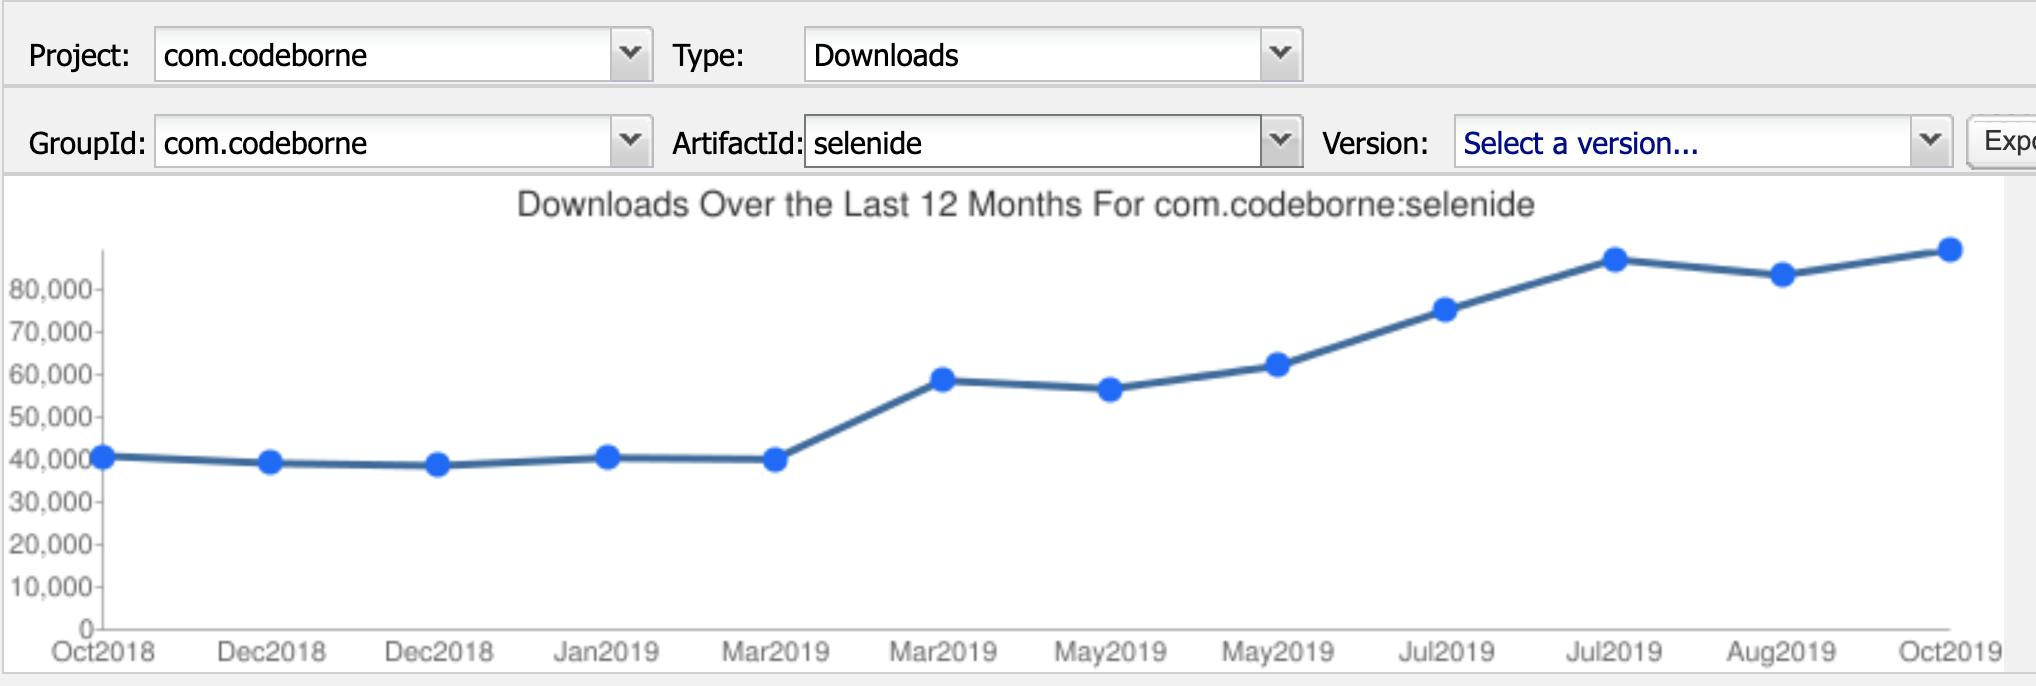 Project: com.codeborne Type: Downloads
GroupId: com.codeborne ArtifactId: selenide Version: Select a version... Expo
Downloads Over the Last 12 Months For com.codeborne:selenide
80,000
70,000
60,000
50,000
40,000
30,000
20,000
10,000
0
Oct2018 Dec2018 Dec2018 Jan2019 Mar2019 Mar2019 May2019 May2019 Jul2019 Jul2019 Aug2019 Oct2019